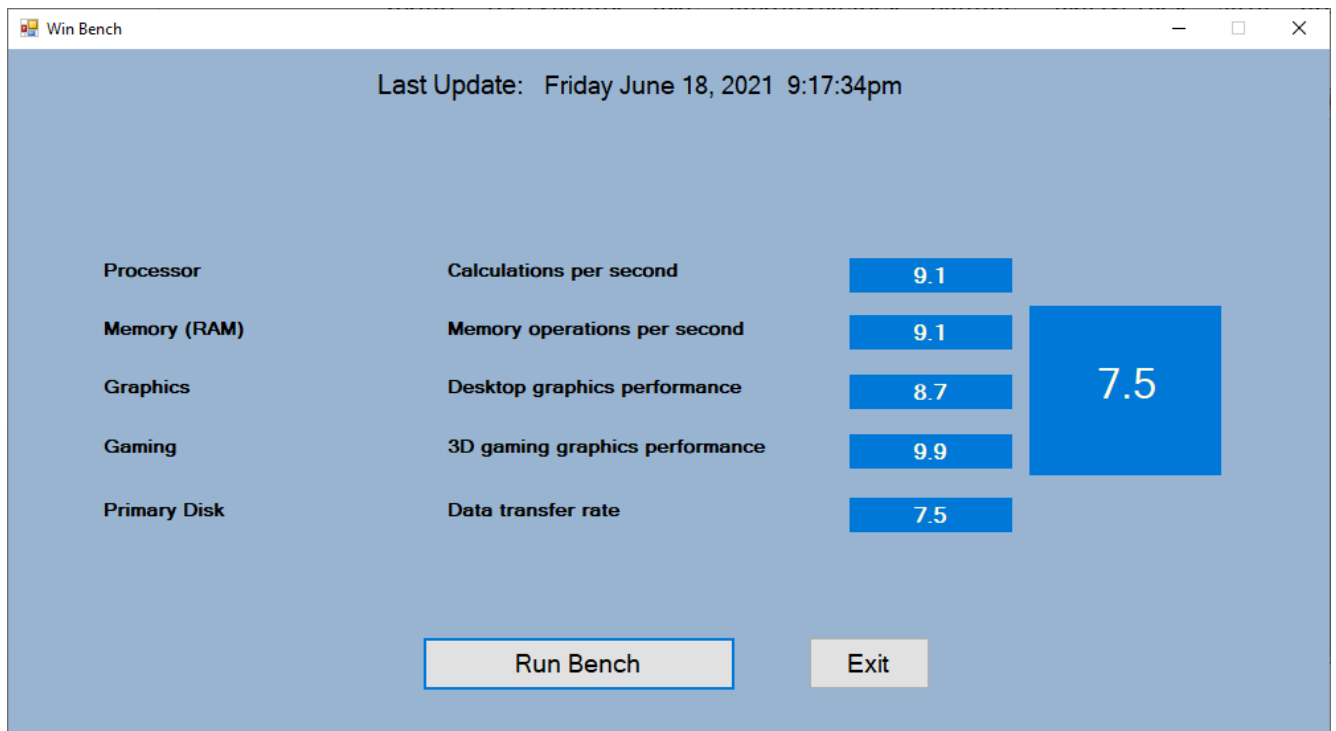 Win Bench
Last Update: Friday June 18, 2021 9:17:34pm
Processor Calculations per second 9.1
Memory (RAM) Memory operations per second 9.1
Graphics Desktop graphics performance 8.7
7.5
Gaming 3D gaming graphics performance 9.9
Primary Disk Data transfer rate 7.5
Run Bench Exit